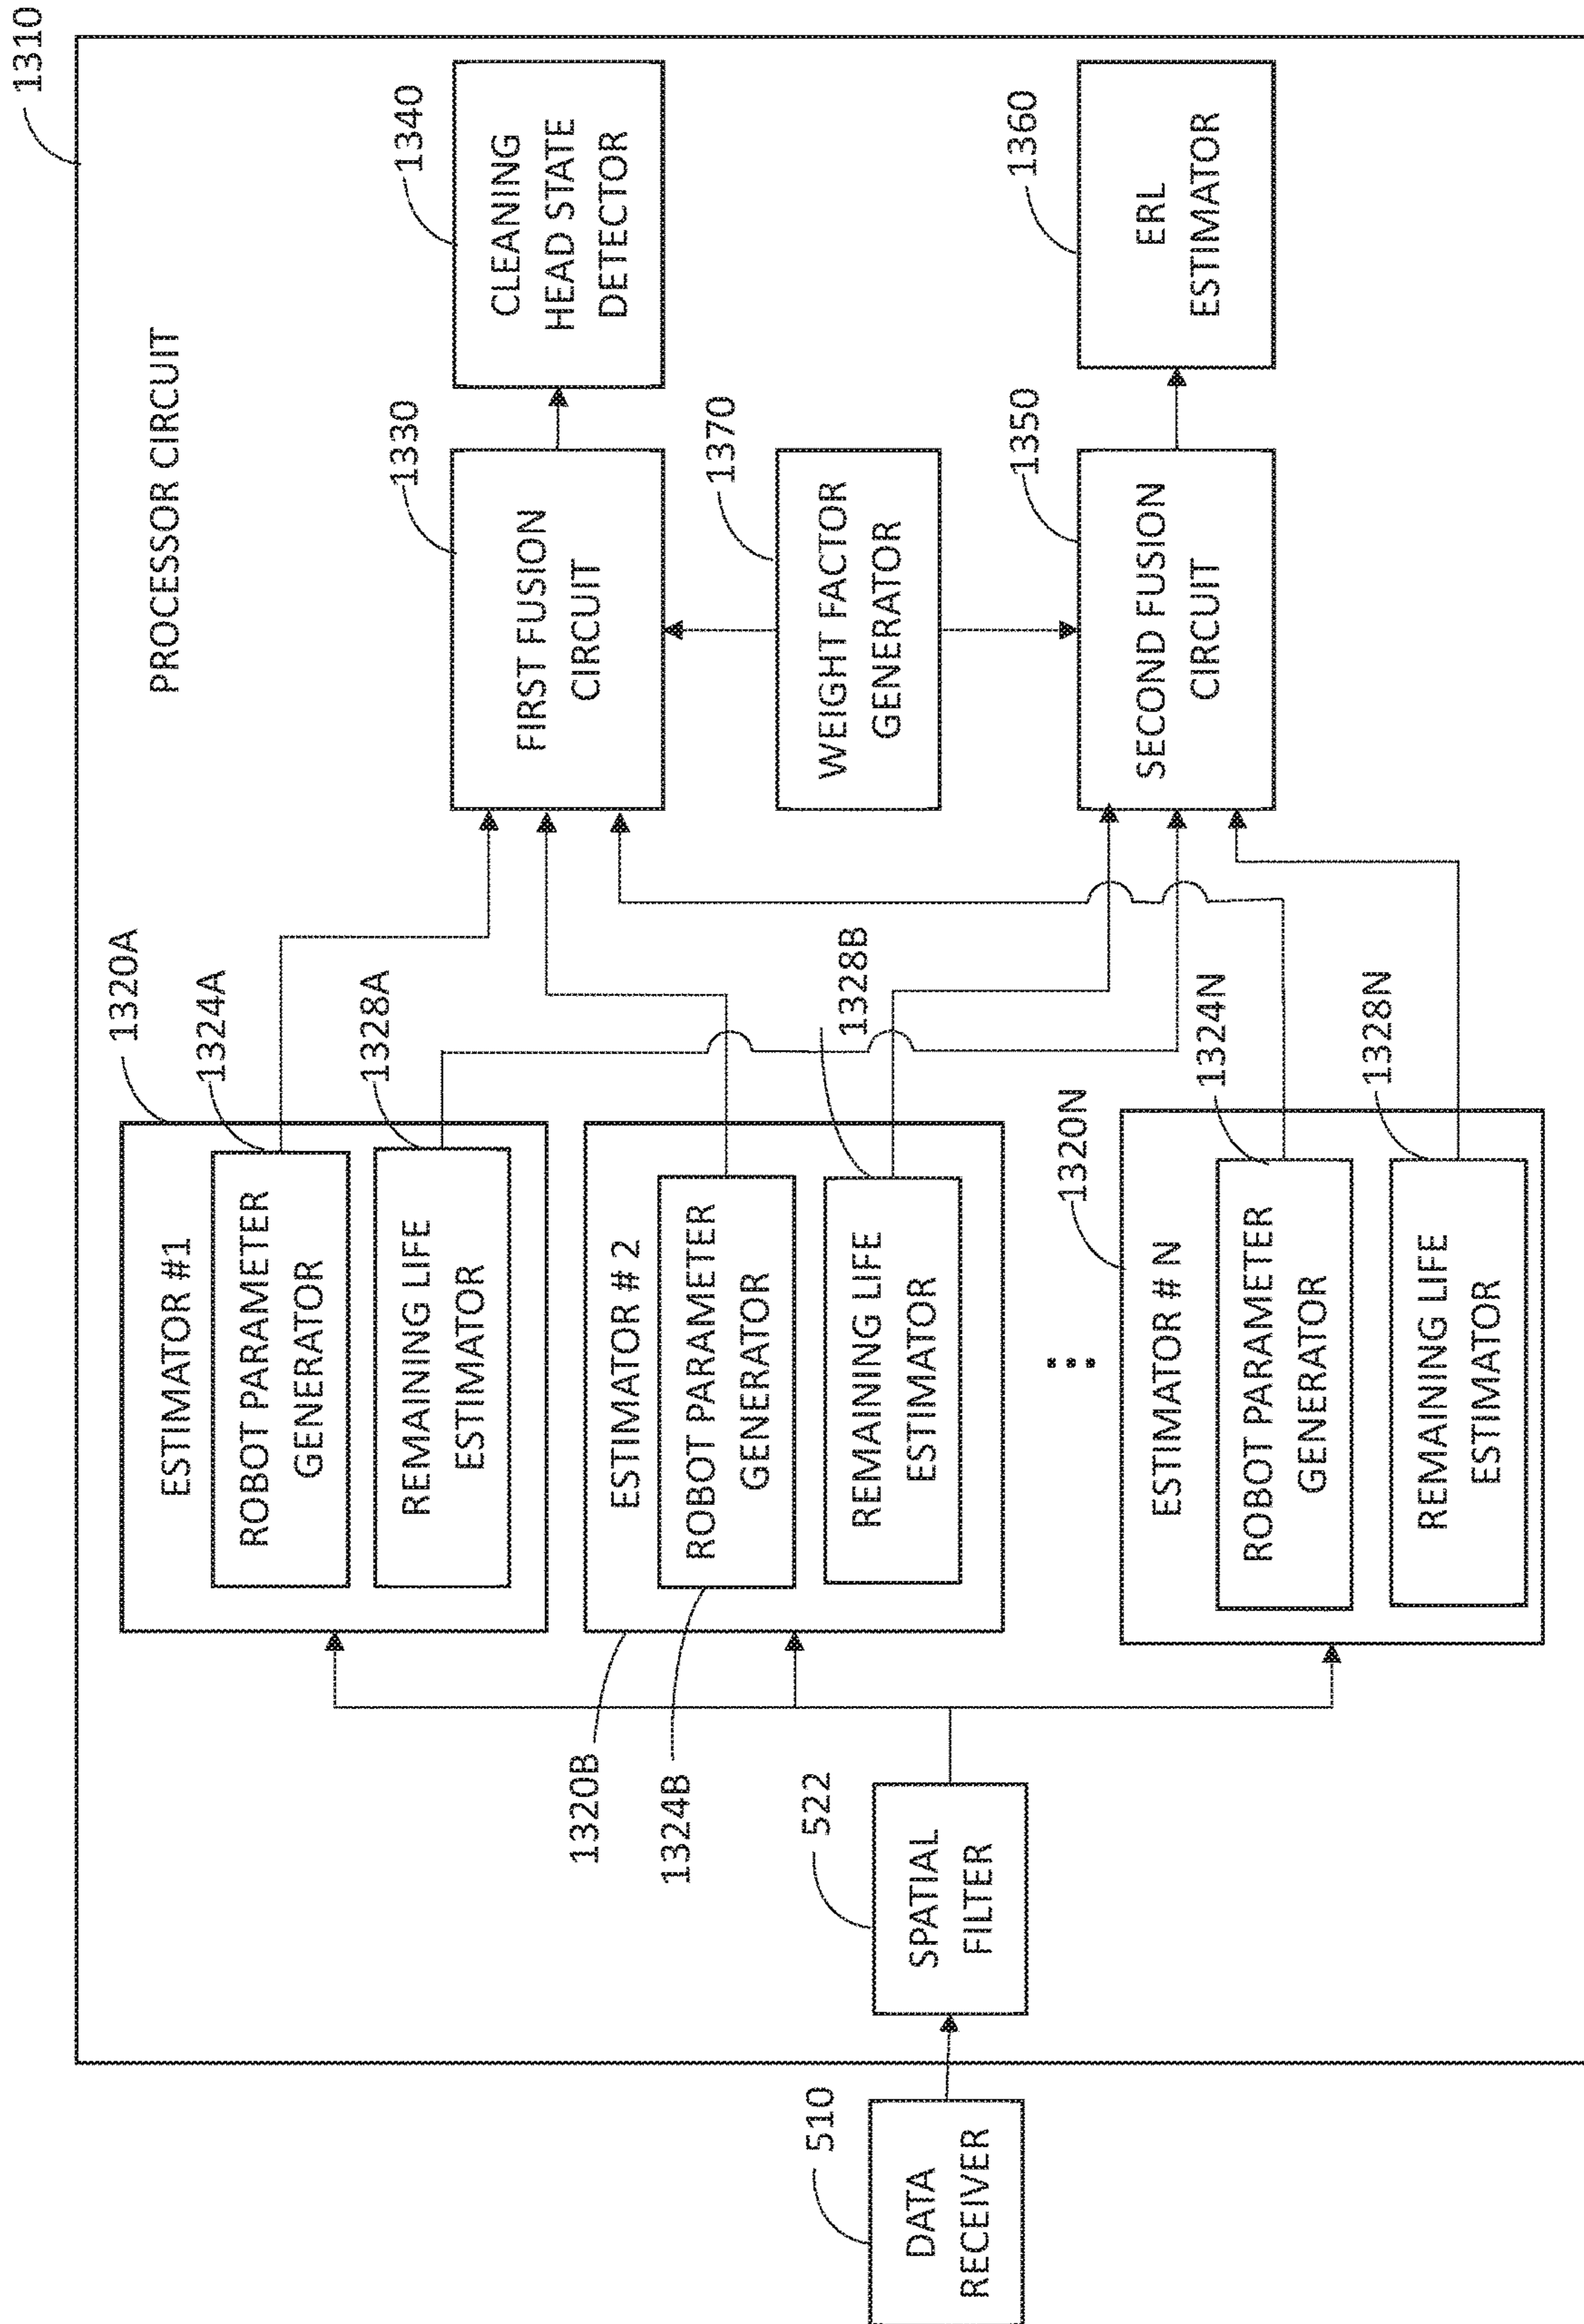 1310
PROCESSOR CIRCUIT
510
DATA
RECEIVER
522
SPATIAL
FILTER
1320A
1324A
1328A
ESTIMATOR #1
ROBOT PARAMETER
GENERATOR
REMAINING LIFE
ESTIMATOR
1320B
1324B
1328B
ESTIMATOR # 2
ROBOT PARAMETER
GENERATOR
REMAINING LIFE
ESTIMATOR
...
1320N
1324N
1328N
ESTIMATOR # N
ROBOT PARAMETER
GENERATOR
REMAINING LIFE
ESTIMATOR
1330
FIRST FUSION
CIRCUIT
1370
WEIGHT FACTOR
GENERATOR
1350
SECOND FUSION
CIRCUIT
1340
CLEANING
HEAD STATE
DETECTOR
1360
ERL
ESTIMATOR